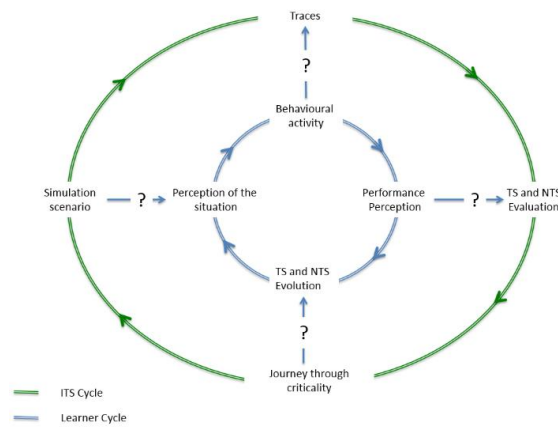 Traces
?
Behavioural
activity
Simulation
scenario
?
Perception of the
situation
Performance
Perception
?
TS and NTS
Evaluation
TS and NTS
Evolution
?
Journey through
criticality
ITS Cycle
Learner Cycle